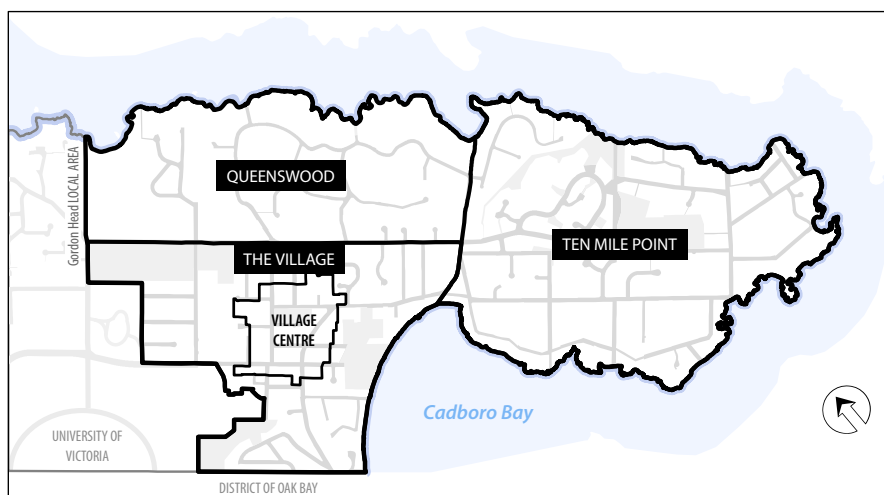 QUEENSWOOD
Gordon Head LOCAL AREA
THE VILLAGE
TEN MILE POINT
VILLAGE
CENTRE
Cadboro Bay
UNIVERSITY OF
VICTORIA
DISTRICT OF OAK BAY